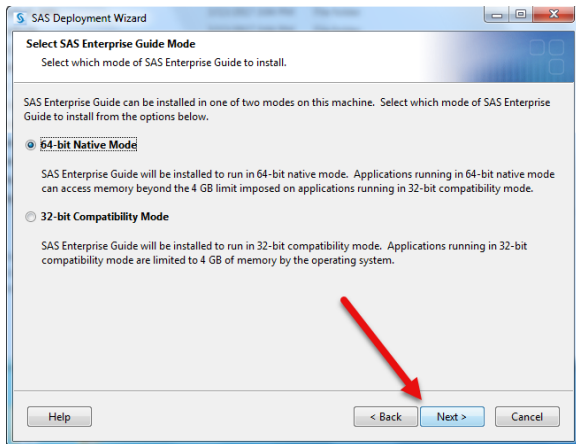 SAS Deployment Wizard
Select SAS Enterprise Guide Mode
Select which mode of SAS Enterprise Guide to install.
SAS Enterprise Guide can be installed in one of two modes on this machine. Select which mode of SAS Enterprise
Guide to install from the options below.
64-bit Native Mode
SAS Enterprise Guide will be installed to run in 64-bit native mode. Applications running in 64-bit native mode
can access memory beyond the 4 GB limit imposed on applications running in 32-bit compatibility mode.
32-bit Compatibility Mode
SAS Enterprise Guide will be installed to run in 32-bit compatibility mode. Applications running in 32-bit
compatibility mode are limited to 4 GB of memory by the operating system.
Help
< Back
Next >
Cancel